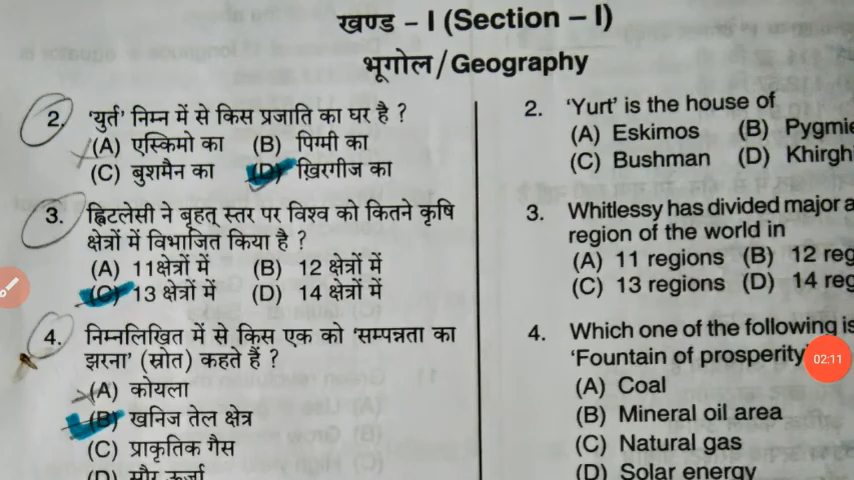 खण्ड – I (Section – I)
भूगोल / Geography
2. 'युर्त' निम्न में से किस प्रजाति का घर है ?
(A) एस्किमो का (B) पिग्मी का
(C) बुशमैन का (D) ख़िरगीज का
3. ह्विटलेसी ने बृहत् स्तर पर विश्व को कितने कृषि
क्षेत्रों में विभाजित किया है ?
(A) 11क्षेत्रों में (B) 12 क्षेत्रों में
(C) 13 क्षेत्रों में (D) 14 क्षेत्रों में
4. निम्नलिखित में से किस एक को 'सम्पन्नता का
झरना' (स्रोत) कहते हैं ?
(A) कोयला
(B) खनिज तेल क्षेत्र
(C) प्राकृतिक गैस
(D) सौर ऊर्जा
2. 'Yurt' is the house of
(A) Eskimos (B) Pygmie
(C) Bushman (D) Khirgh
3. Whitlessy has divided major a
region of the world in
(A) 11 regions (B) 12 reg
(C) 13 regions (D) 14 reg
4. Which one of the following is
'Fountain of prosperity
(A) Coal
(B) Mineral oil area
(C) Natural gas
(D) Solar energy
02:11